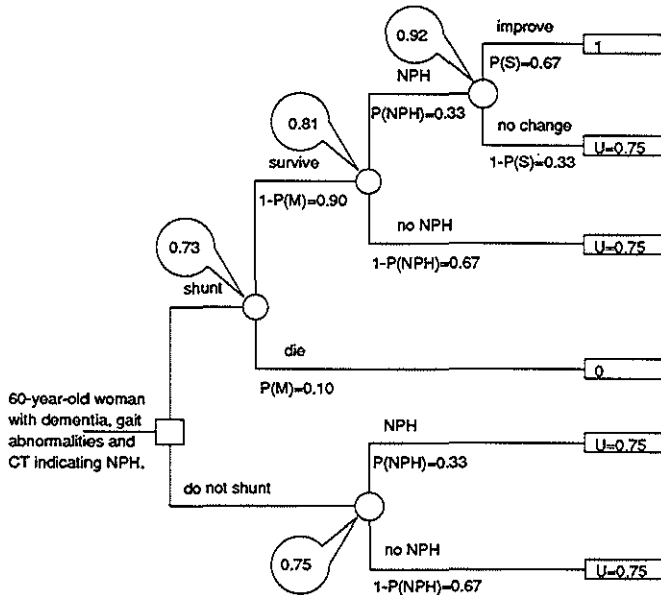 improve
0.92
1
NPH
P(S)=0.67
P(NPH)=0.33
no change
0.81
U=0.75
1-P(S)=0.33
survive
1-P(M)=0.90
no NPH
U=0.75
1-P(NPH)=0.67
0.73
shunt
die
0
P(M)=0.10
60-year-old woman
with dementia, gait
abnormalities and
CT indicating NPH.
NPH
U=0.75
P(NPH)=0.33
do not shunt
no NPH
0.75
U=0.75
1-P(NPH)=0.67